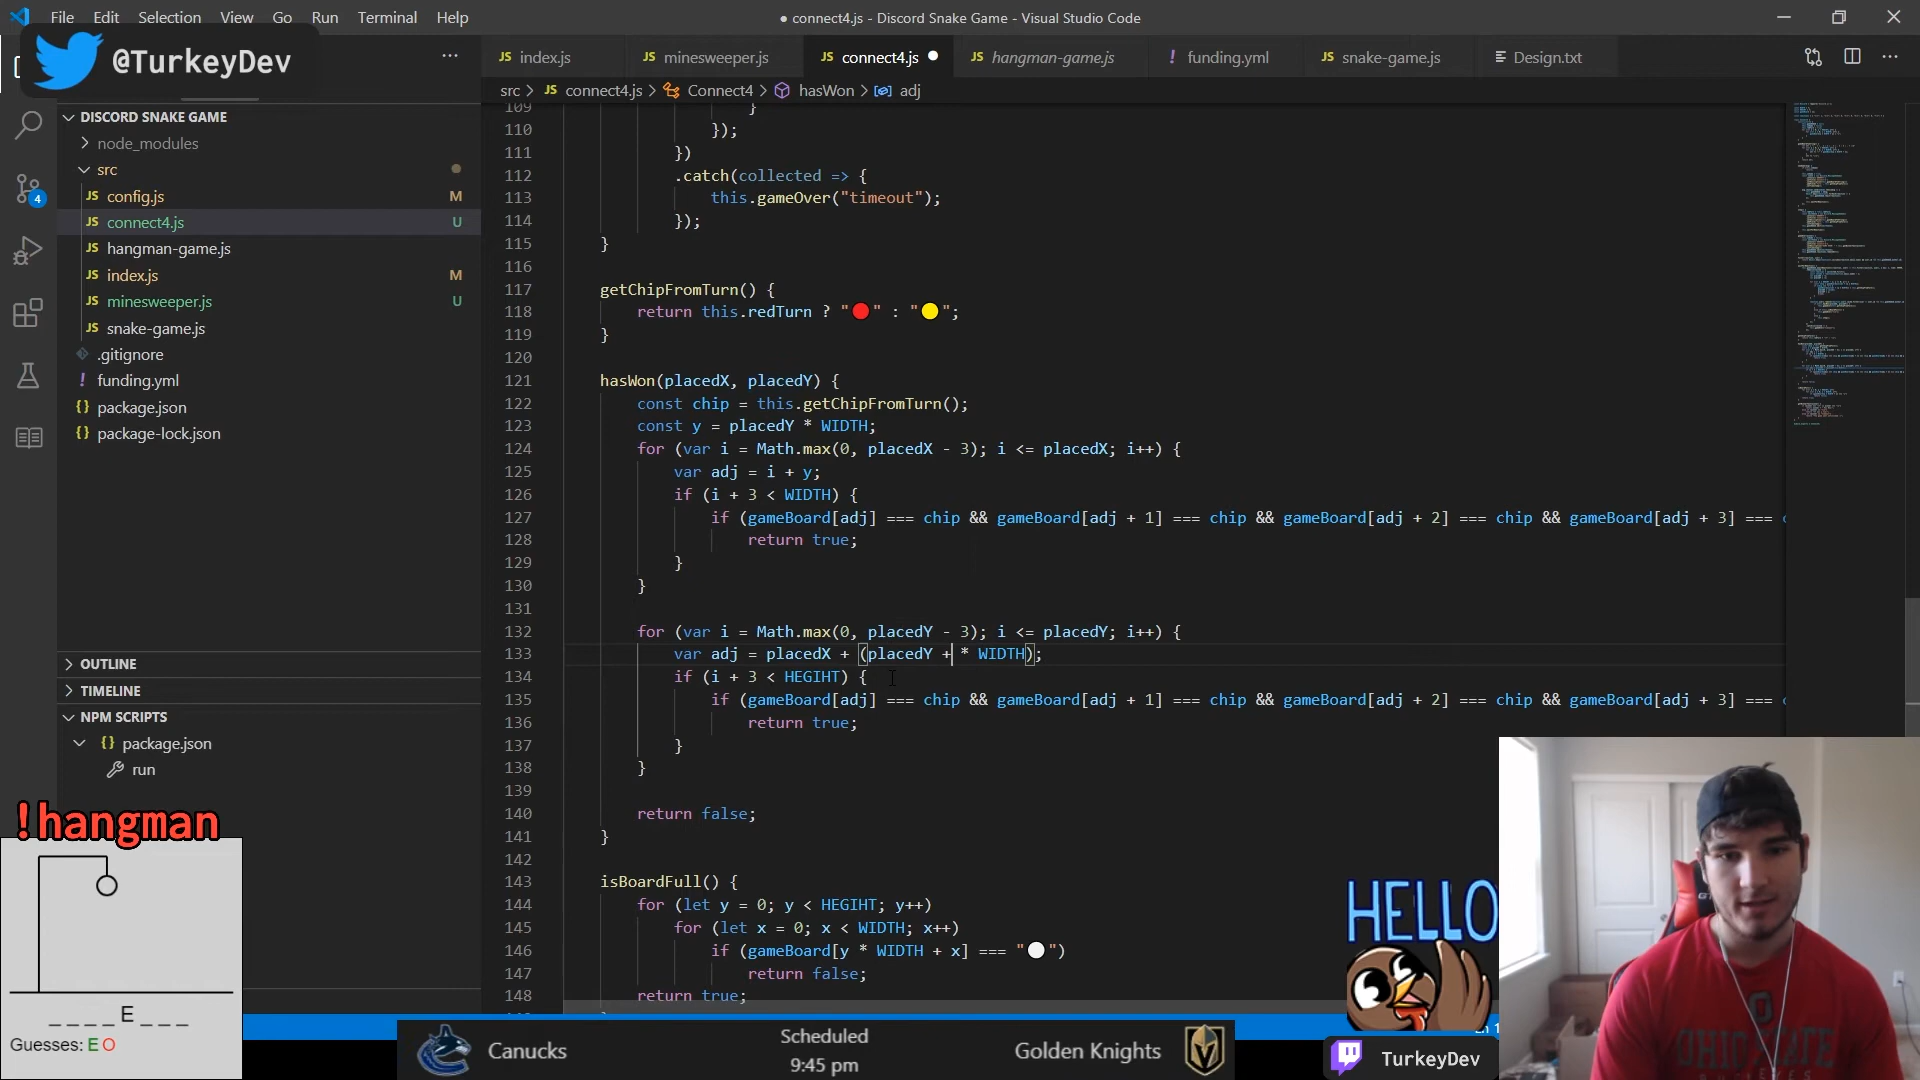 File Edit Selection View Go Run Terminal Help
● connect4.js - Discord Snake Game - Visual Studio Code
@TurkeyDev
JS index.js
JS minesweeper.js
JS connect4.js ●
JS hangman-game.js
! funding.yml
JS snake-game.js
Design.txt
src > JS connect4.js > Connect4 > hasWon > adj
DISCORD SNAKE GAME
node_modules
src
JS config.js M
JS connect4.js U
JS hangman-game.js
JS index.js M
JS minesweeper.js U
JS snake-game.js
.gitignore
! funding.yml
{} package.json
{} package-lock.json
4
OUTLINE
TIMELINE
NPM SCRIPTS
{} package.json
run
109 }
110 });
111 })
112 .catch(collected => {
113 this.gameOver("timeout");
114 });
115 }
116
117 getChipFromTurn() {
118 return this.redTurn ? "🔴" : "🟡";
119 }
120
121 hasWon(placedX, placedY) {
122 const chip = this.getChipFromTurn();
123 const y = placedY * WIDTH;
124 for (var i = Math.max(0, placedX - 3); i <= placedX; i++) {
125 var adj = i + y;
126 if (i + 3 < WIDTH) {
127 if (gameBoard[adj] === chip && gameBoard[adj + 1] === chip && gameBoard[adj + 2] === chip && gameBoard[adj + 3] ===
128 return true;
129 }
130 }
131
132 for (var i = Math.max(0, placedY - 3); i <= placedY; i++) {
133 var adj = placedX + (placedY + * WIDTH);
134 if (i + 3 < HEGIHT) {
135 if (gameBoard[adj] === chip && gameBoard[adj + 1] === chip && gameBoard[adj + 2] === chip && gameBoard[adj + 3] ===
136 return true;
137 }
138 }
139
140 return false;
141 }
142
143 isBoardFull() {
144 for (let y = 0; y < HEGIHT; y++)
145 for (let x = 0; x < WIDTH; x++)
146 if (gameBoard[y * WIDTH + x] === "⚪")
147 return false;
148 return true;
!hangman
_ _ _ _ E _ _ _
Guesses: E O
Canucks
Scheduled
9:45 pm
Golden Knights
HELLO
TurkeyDev
OHIO STATE